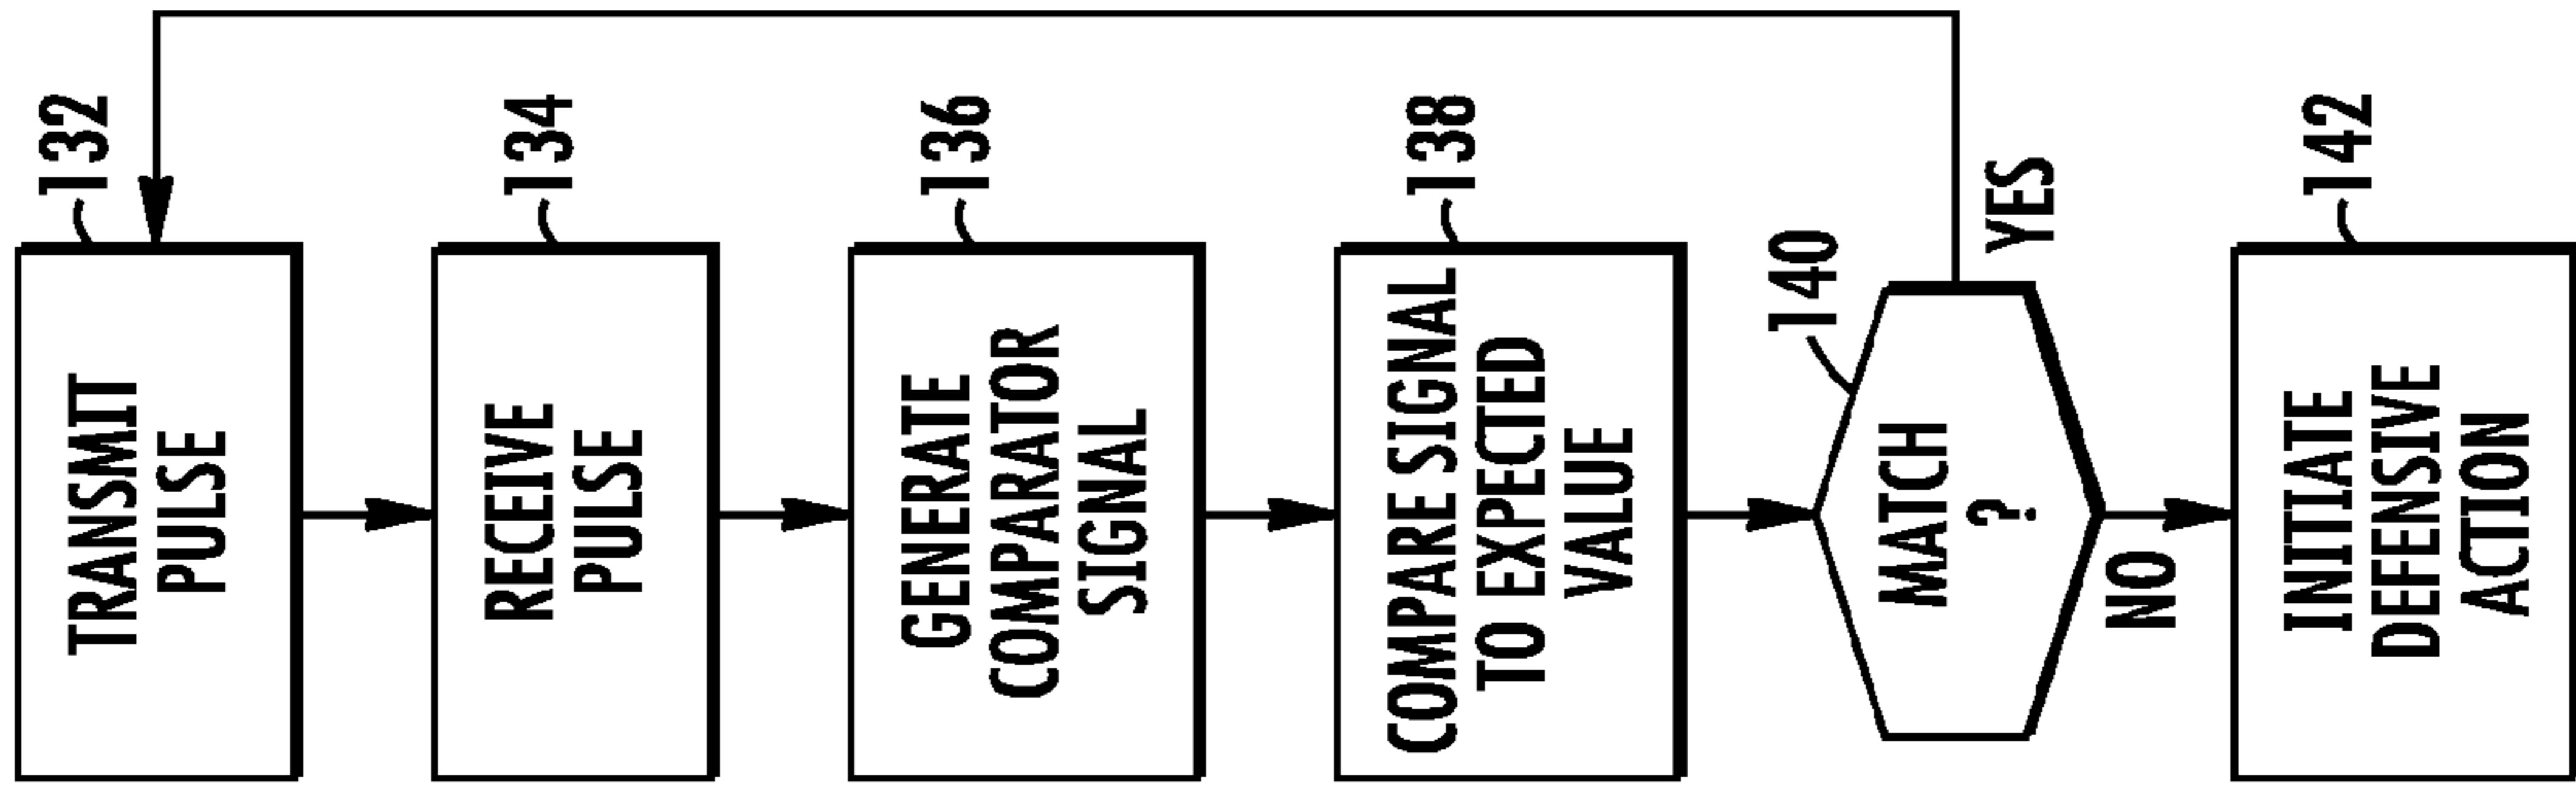 132
TRANSMIT
PULSE
134
RECEIVE
PULSE
136
GENERATE
COMPARATOR
SIGNAL
138
COMPARE SIGNAL
TO EXPECTED
VALUE
140
MATCH
?
YES
NO
142
INITIATE
DEFENSIVE
ACTION